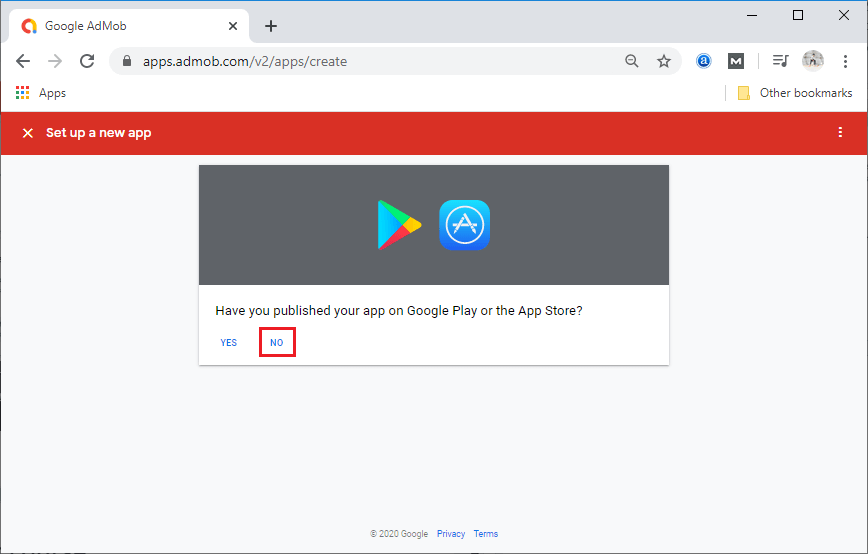 Google AdMob
apps.admob.com/v2/apps/create
Apps
Other bookmarks
Set up a new app
Have you published your app on Google Play or the App Store?
YES NO
© 2020 Google Privacy Terms